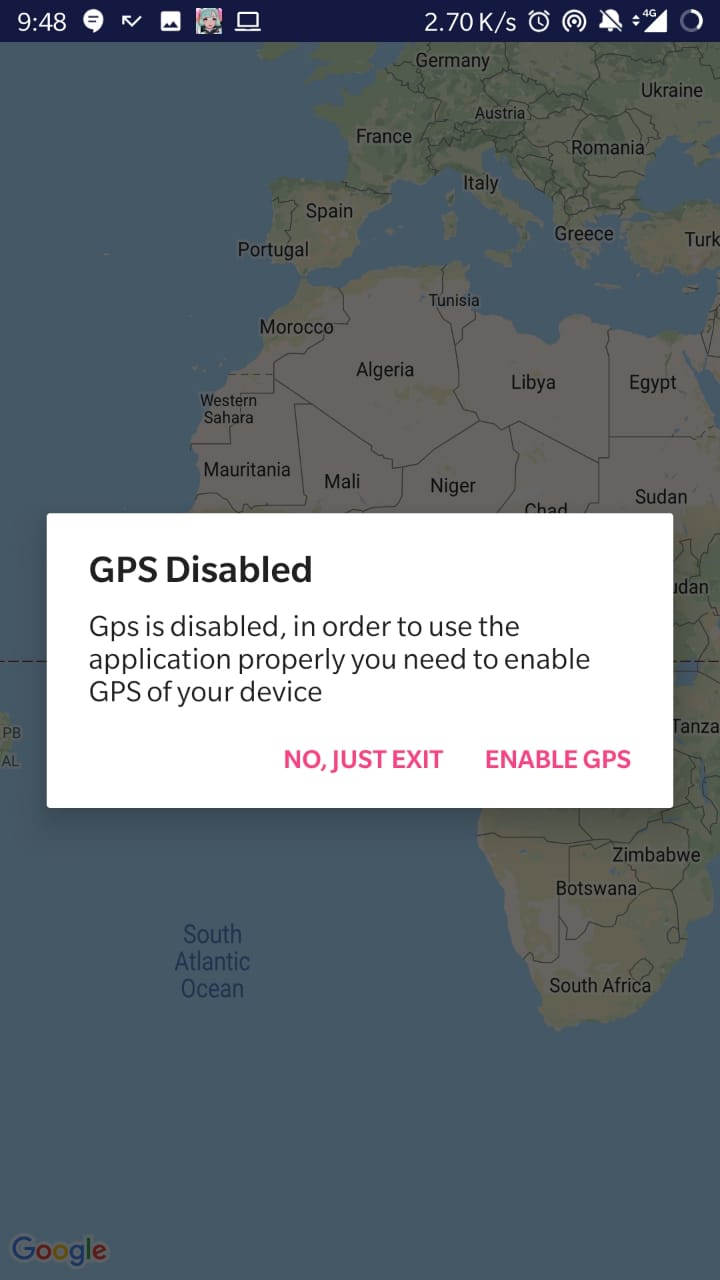 9:48
2.70 K/s
4G
Germany
Ukraine
Austria
France
Romania
Italy
Spain
Greece
Turk
Portugal
Tunisia
Morocco
Algeria
Libya
Egypt
Western
Sahara
Mauritania
Mali
Niger
Sudan
Chad
GPS Disabled
udan
Gps is disabled, in order to use the
application properly you need to enable
GPS of your device
Tanza
PB
AL
NO, JUST EXIT
ENABLE GPS
Zimbabwe
Botswana
South
Atlantic
Ocean
South Africa
Google